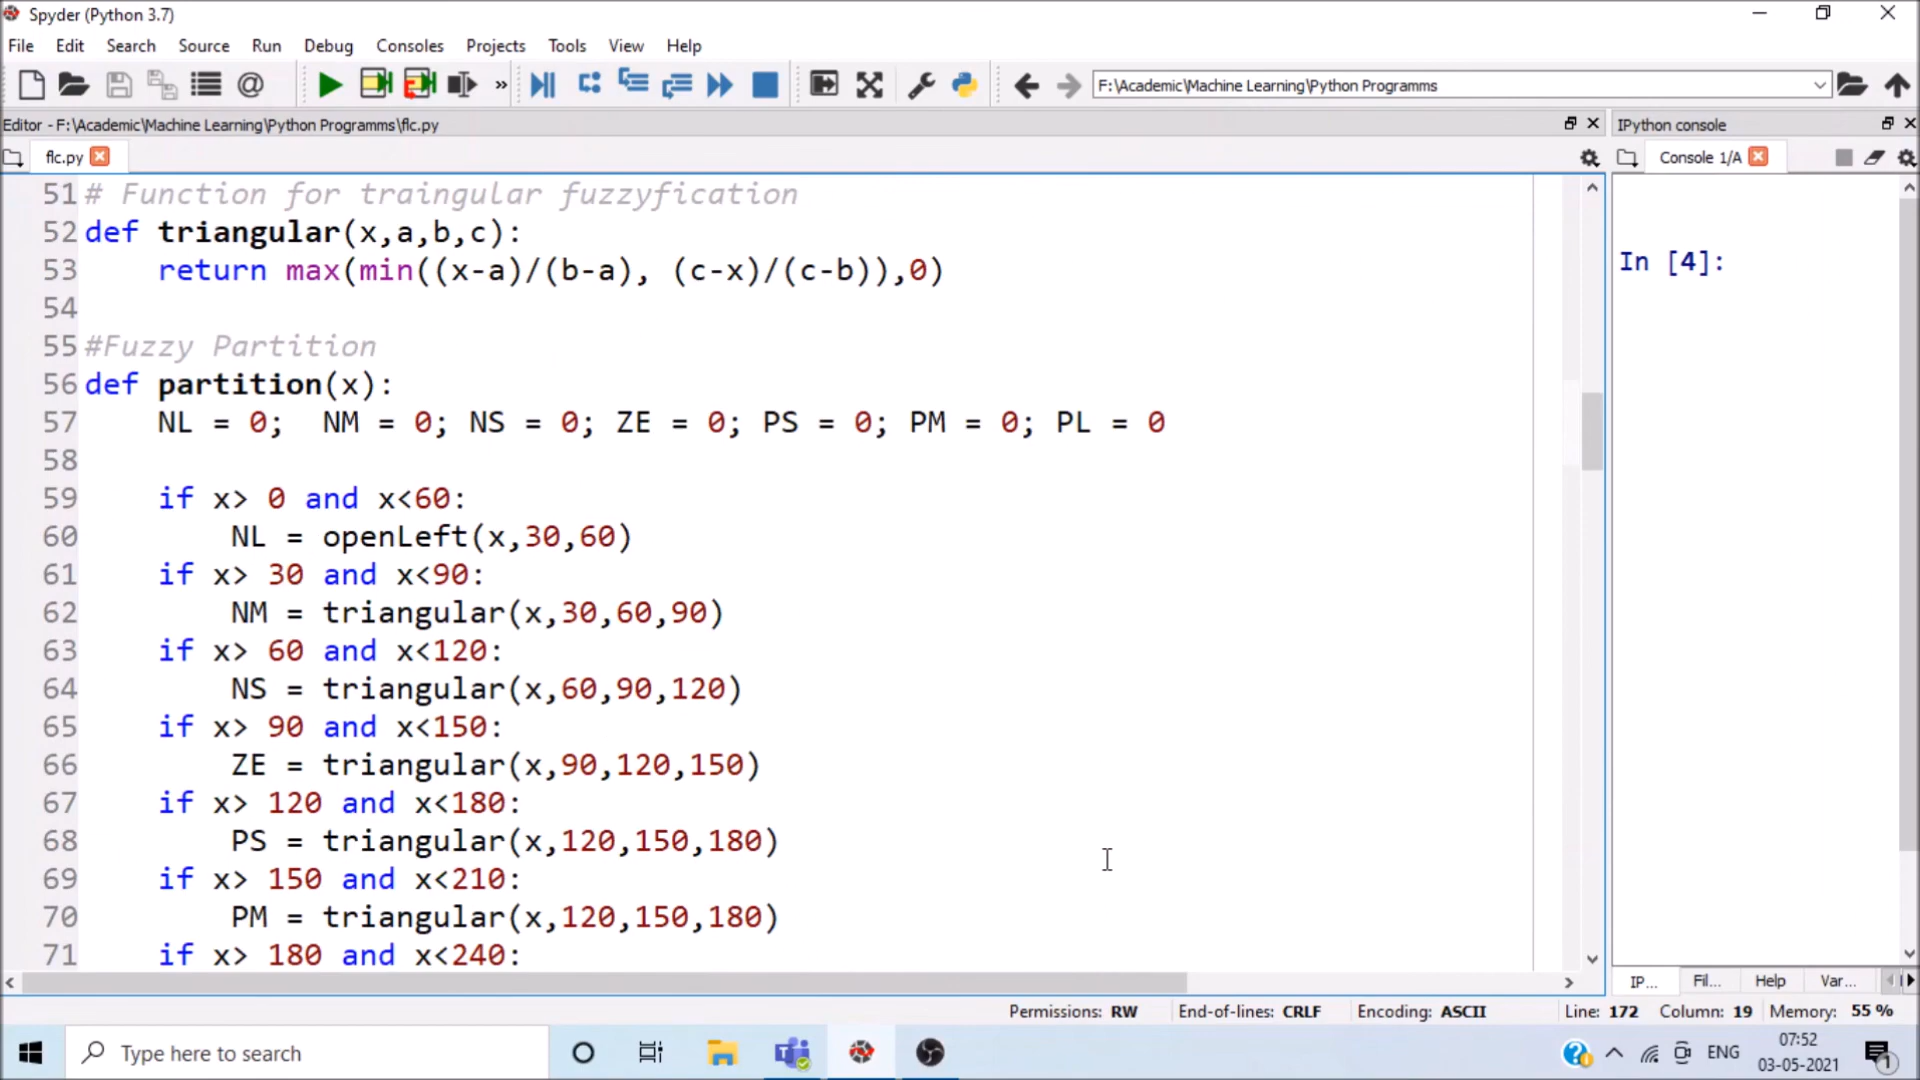 Spyder (Python 3.7)
File Edit Search Source Run Debug Consoles Projects Tools View Help
F:\Academic\Machine Learning\Python Programms
Editor - F:\Academic\Machine Learning\Python Programms\flc.py
IPython console
flc.py
Console 1/A
51 # Function for traingular fuzzyfication
52 def triangular(x,a,b,c):
53     return max(min((x-a)/(b-a), (c-x)/(c-b)),0)
54
55 #Fuzzy Partition
56 def partition(x):
57     NL = 0;  NM = 0; NS = 0; ZE = 0; PS = 0; PM = 0; PL = 0
58
59     if x> 0 and x<60:
60         NL = openLeft(x,30,60)
61     if x> 30 and x<90:
62         NM = triangular(x,30,60,90)
63     if x> 60 and x<120:
64         NS = triangular(x,60,90,120)
65     if x> 90 and x<150:
66         ZE = triangular(x,90,120,150)
67     if x> 120 and x<180:
68         PS = triangular(x,120,150,180)
69     if x> 150 and x<210:
70         PM = triangular(x,120,150,180)
71     if x> 180 and x<240:
In [4]:
IP... Fil... Help Var...
Permissions: RW End-of-lines: CRLF Encoding: ASCII Line: 172 Column: 19 Memory: 55 %
Type here to search
ENG
07:52
03-05-2021
1